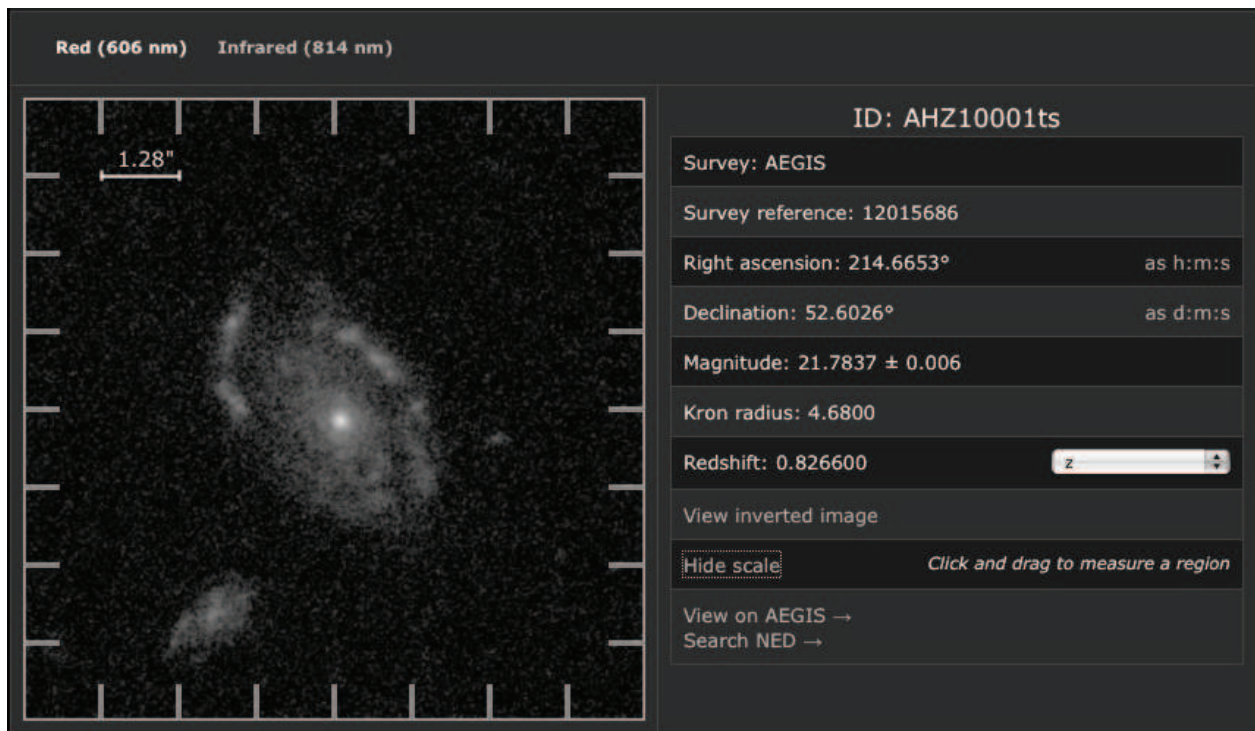 Red (606 nm) Infrared (814 nm)
1.28"
ID: AHZ10001ts
Survey: AEGIS
Survey reference: 12015686
Right ascension: 214.6653° as h:m:s
Declination: 52.6026° as d:m:s
Magnitude: 21.7837 ± 0.006
Kron radius: 4.6800
Redshift: 0.826600 z
View inverted image
Hide scale Click and drag to measure a region
View on AEGIS →
Search NED →